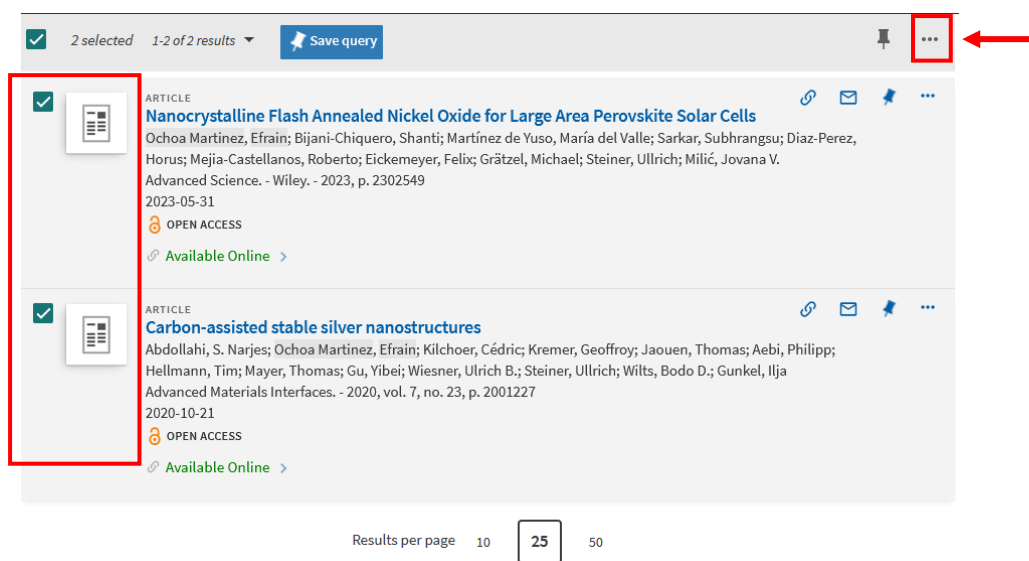 2 selected 1-2 of 2 results Save query
ARTICLE
Nanocrystalline Flash Annealed Nickel Oxide for Large Area Perovskite Solar Cells
Ochoa Martinez, Efrain; Bijani-Chiquero, Shanti; Martínez de Yuso, María del Valle; Sarkar, Subhrangsu; Diaz-Perez,
Horus; Mejia-Castellanos, Roberto; Eickemeyer, Felix; Grätzel, Michael; Steiner, Ullrich; Milić, Jovana V.
Advanced Science. - Wiley. - 2023, p. 2302549
2023-05-31
OPEN ACCESS
Available Online
ARTICLE
Carbon-assisted stable silver nanostructures
Abdollahi, S. Narjes; Ochoa Martinez, Efrain; Kilchoer, Cédric; Kremer, Geoffroy; Jaouen, Thomas; Aebi, Philipp;
Hellmann, Tim; Mayer, Thomas; Gu, Yibei; Wiesner, Ulrich B.; Steiner, Ullrich; Wilts, Bodo D.; Gunkel, Ilja
Advanced Materials Interfaces. - 2020, vol. 7, no. 23, p. 2001227
2020-10-21
OPEN ACCESS
Available Online
Results per page 10 25 50